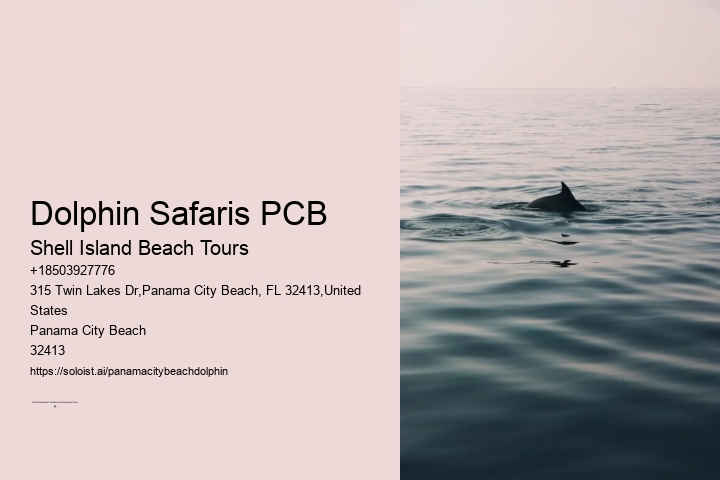 Dolphin Safaris PCB
Shell Island Beach Tours
+18503927776
315 Twin Lakes Dr,Panama City Beach, FL 32413,United
States
Panama City Beach
32413
https://soloist.ai/panamacitybeachdolphin